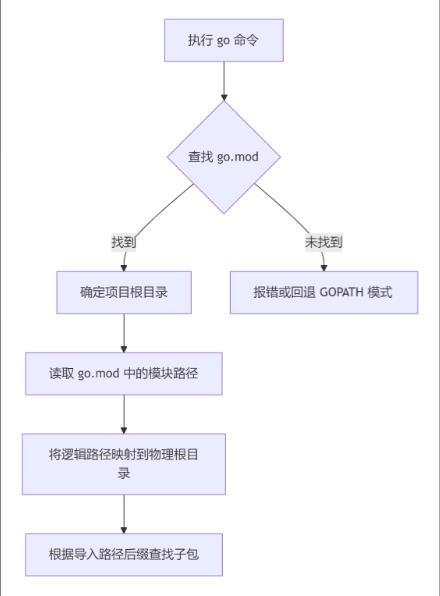 执行 go 命令
查找 go.mod
找到
未找到
确定项目根目录
报错或回退 GOPATH 模式
读取 go.mod 中的模块路径
将逻辑路径映射到物理根目
录
根据导入路径后缀查找子包